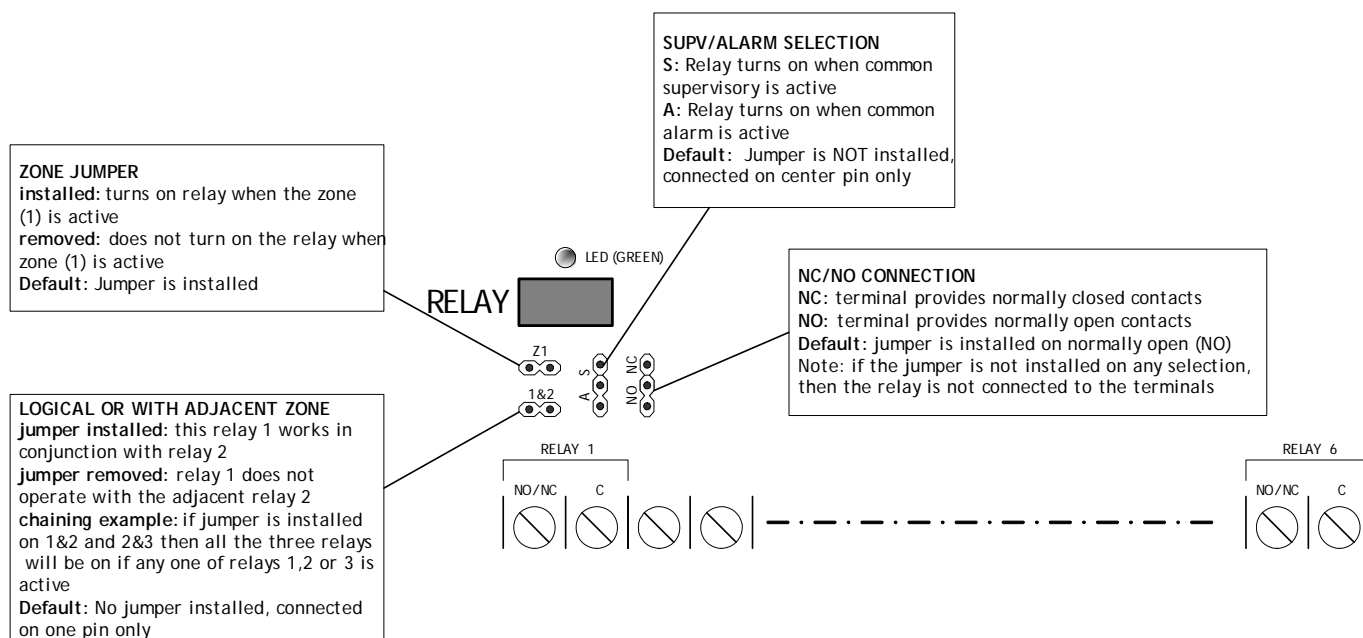 SUPV/ALARM SELECTION
S: Relay turns on when common
supervisory is active
A: Relay turns on when common
alarm is active
Default: Jumper is NOT installed,
connected on center pin only
ZONE JUMPER
installed: turns on relay when the zone
(1) is active
removed: does not turn on the relay when
zone (1) is active
Default: Jumper is installed
LED (GREEN)
RELAY
NC/NO CONNECTION
NC: terminal provides normally closed contacts
NO: terminal provides normally open contacts
Default: jumper is installed on normally open (NO)
Note: if the jumper is not installed on any selection,
then the relay is not connected to the terminals
Z1
S
NC
1&2
A
NO
LOGICAL OR WITH ADJACENT ZONE
jumper installed: this relay 1 works in
conjunction with relay 2
jumper removed: relay 1 does not
operate with the adjacent relay 2
chaining example: if jumper is installed
on 1&2 and 2&3 then all the three relays
will be on if any one of relays 1,2 or 3 is
active
Default: No jumper installed, connected
on one pin only
RELAY 1
NO/NC
C
RELAY 6
NO/NC
C